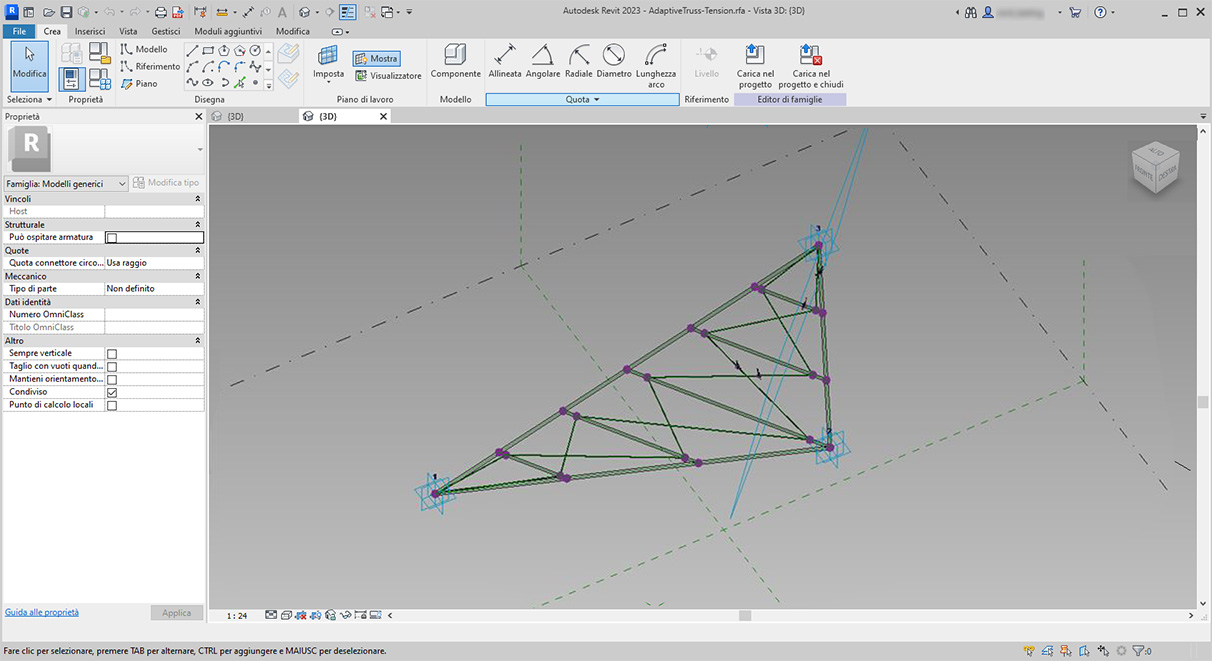 Autodesk Revit 2023 - AdaptiveTruss-Tension.rfa - Vista 3D: {3D}
File Crea Inserisci Vista Gestisci Moduli aggiuntivi Modifica
Modifica
Seleziona
Proprietà
Modello
Riferimento
Piano
Disegna
Imposta
Mostra
Visualizzatore
Piano di lavoro
Componente
Modello
Allineata Angolare Radiale Diametro Lunghezza arco
Quota
Livello
Riferimento
Carica nel progetto
Carica nel progetto e chiudi
Editor di famiglie
Proprietà
{3D}
{3D}
R
Famiglia: Modelli generici
Modifica tipo
Vincoli
Host
Strutturale
Può ospitare armatura
Quote
Quota connettore circo... Usa raggio
Meccanico
Tipo di parte Non definito
Dati identità
Numero OmniClass
Titolo OmniClass
Altro
Sempre verticale
Taglio con vuoti quand...
Mantieni orientamento...
Condiviso
Punto di calcolo locali
Guida alle proprietà
Applica
ALTO
FRONTE
DESTRA
3
2
1
1 : 24
Fare clic per selezionare, premere TAB per alternare, CTRL per aggiungere e MAIUSC per deselezionare.
:0